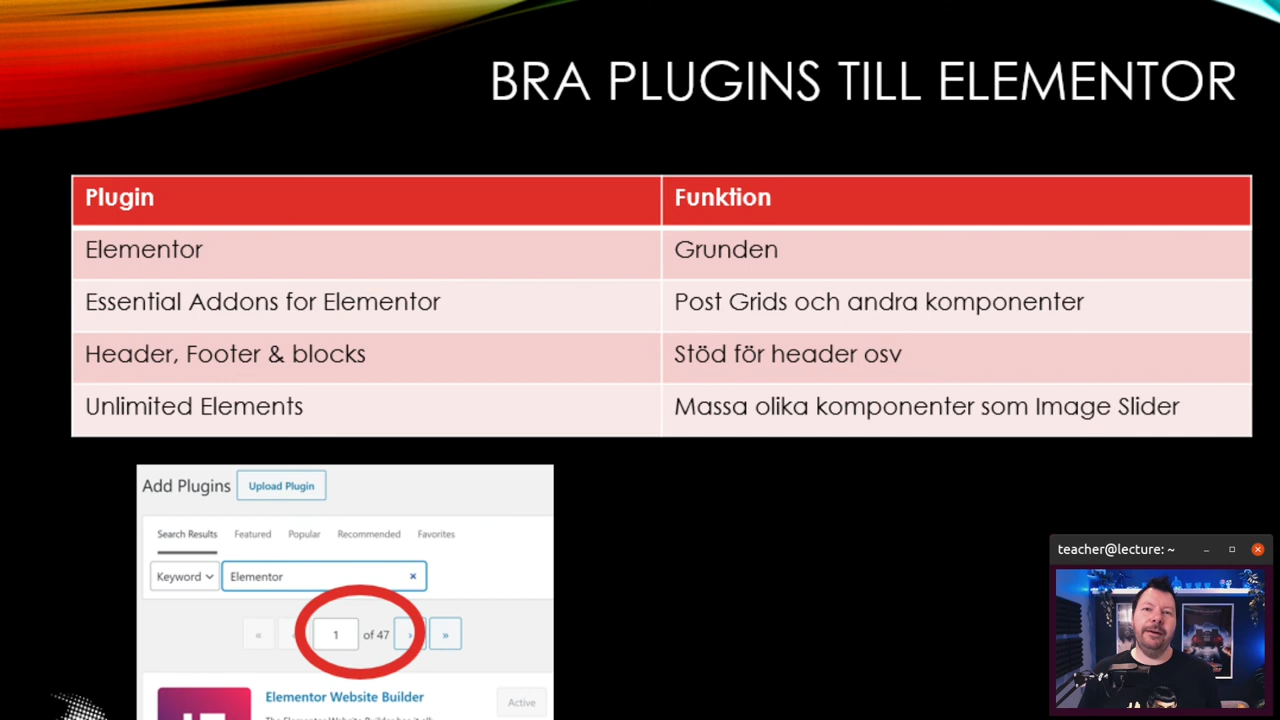 BRA PLUGINS TILL ELEMENTOR
Plugin Funktion
Elementor Grunden
Essential Addons for Elementor Post Grids och andra komponenter
Header, Footer & blocks Stöd för header osv
Unlimited Elements Massa olika komponenter som Image Slider
Add Plugins Upload Plugin
Search Results Featured Popular Recommended Favorites
Keyword Elementor ×
« 1 of 47 › »
Elementor Website Builder Active
teacher@lecture: ~